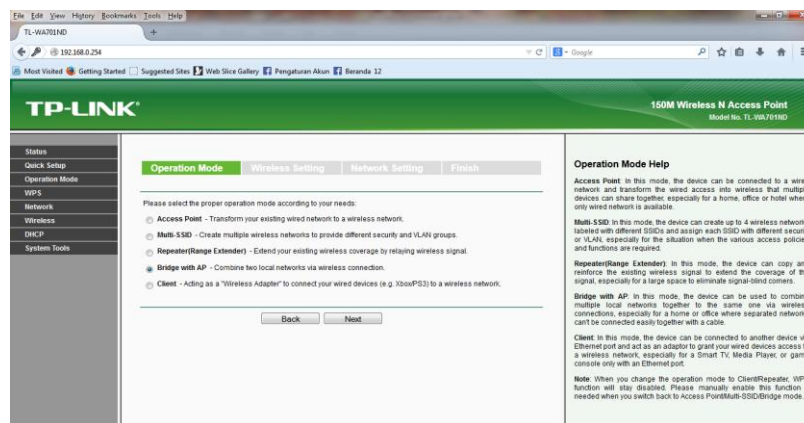 File Edit View History Bookmarks Tools Help
TL-WA701ND
192.168.0.254
Google
Most Visited Getting Started Suggested Sites Web Slice Gallery Pengaturan Akun Beranda 12
TP-LINK
150M Wireless N Access Point
Model No. TL-WA701ND
Status
Quick Setup
Operation Mode
WPS
Network
Wireless
DHCP
System Tools
Operation Mode Wireless Setting Network Setting Finish
Please select the proper operation mode according to your needs:
Access Point - Transform your existing wired network to a wireless network.
Multi-SSID - Create multiple wireless networks to provide different security and VLAN groups.
Repeater(Range Extender) - Extend your existing wireless coverage by relaying wireless signal.
Bridge with AP - Combine two local networks via wireless connection.
Client - Acting as a "Wireless Adapter" to connect your wired devices (e.g. Xbox/PS3) to a wireless network.
Back Next
Operation Mode Help
Access Point: In this mode, the device can be connected to a wire
network and transform the wired access into wireless that multipl
devices can share together, especially for a home, office or hotel wher
only wired network is available.
Multi-SSID: In this mode, the device can create up to 4 wireless network
labeled with different SSIDs and assign each SSID with different securi
or VLAN, especially for the situation when the various access policie
and functions are required.
Repeater(Range Extender): In this mode, the device can copy an
reinforce the existing wireless signal to extend the coverage of th
signal, especially for a large space to eliminate signal-blind corners.
Bridge with AP: In this mode, the device can be used to combin
multiple local networks together to the same one via wireles
connections, especially for a home or office where separated network
can't be connected easily together with a cable.
Client: In this mode, the device can be connected to another device vi
Ethernet port and act as an adaptor to grant your wired devices access t
a wireless network, especially for a Smart TV, Media Player, or gam
console only with an Ethernet port.
Note: When you change the operation mode to Client/Repeater, WP
function will stay disabled. Please manually enable this function
needed when you switch back to Access Point/Multi-SSID/Bridge mode.